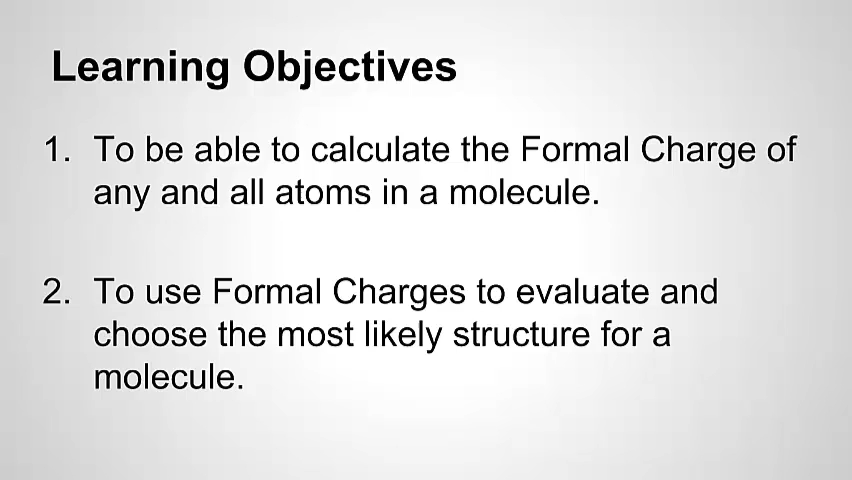 Learning Objectives
1. To be able to calculate the Formal Charge of
any and all atoms in a molecule.
2. To use Formal Charges to evaluate and
choose the most likely structure for a
molecule.